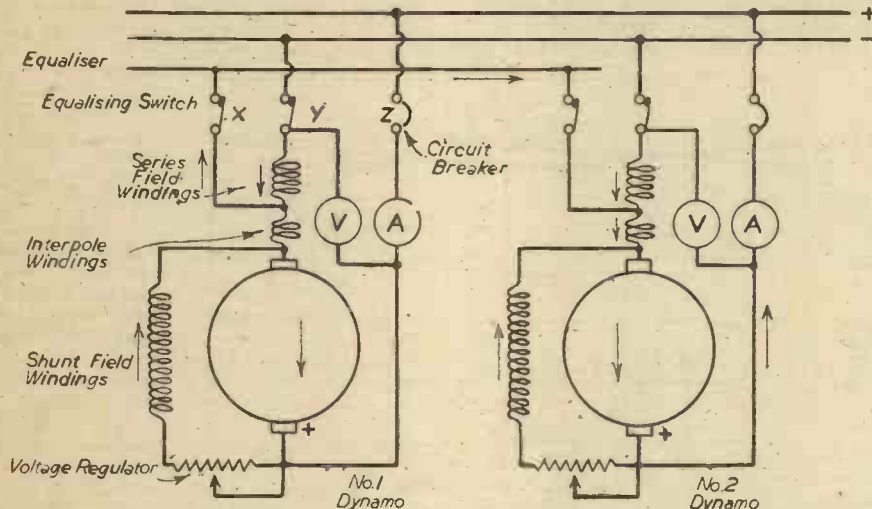 +
−
Equaliser
Equalising Switch
X
Y
Z
Circuit
Breaker
Series
Field
Windings
Interpole
Windings
V
A
V
A
Shunt Field
Windings
+
+
Voltage Regulator
No.1
Dynamo
No.2
Dynamo